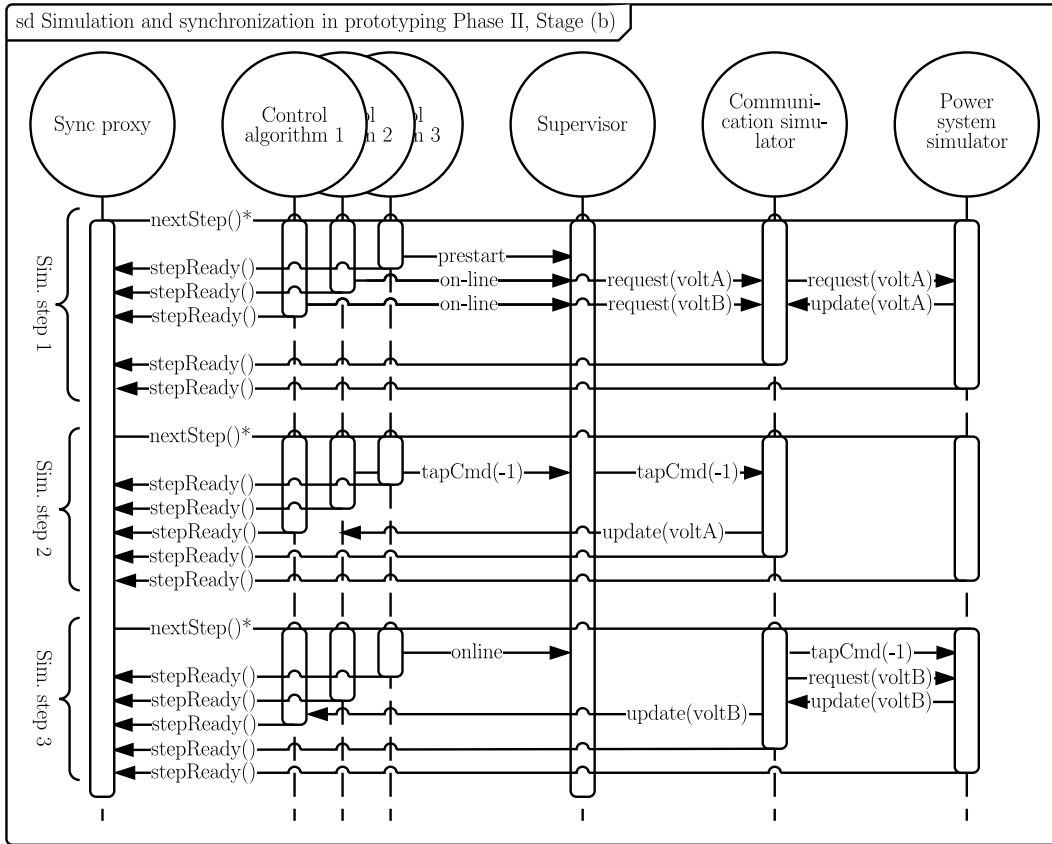 sd Simulation and synchronization in prototyping Phase II, Stage (b)
Sync proxy
Control
algorithm 1
ol
m 2
ol
m 3
Supervisor
Communi-
cation simu-
lator
Power
system
simulator
Sim. step 1
nextStep()*
prestart
stepReady()
on-line
request(voltA)
request(voltA)
stepReady()
on-line
request(voltB)
update(voltA)
stepReady()
stepReady()
stepReady()
Sim. step 2
nextStep()*
tapCmd(-1)
tapCmd(-1)
stepReady()
stepReady()
update(voltA)
stepReady()
stepReady()
stepReady()
Sim. step 3
nextStep()*
online
tapCmd(-1)
stepReady()
request(voltB)
stepReady()
update(voltB)
update(voltB)
stepReady()
stepReady()
stepReady()